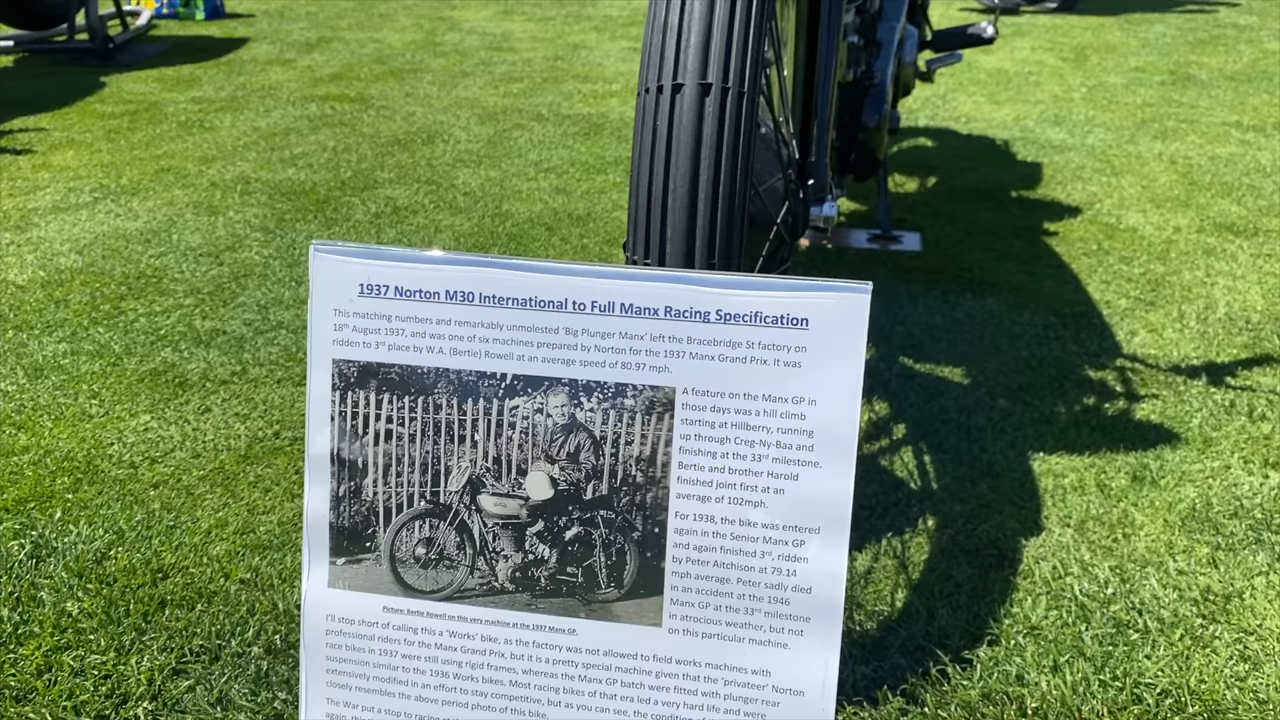 1937 Norton M30 International to Full Manx Racing Specification
This matching numbers and remarkably unmolested 'Big Plunger Manx' left the Bracebridge St factory on
18th August 1937, and was one of six machines prepared by Norton for the 1937 Manx Grand Prix. It was
ridden to 3rd place by W.A. (Bertie) Rowell at an average speed of 80.97 mph.
A feature on the Manx GP in
those days was a hill climb
starting at Hillberry, running
up through Creg-Ny-Baa and
finishing at the 33rd milestone.
Bertie and brother Harold
finished joint first at an
average of 102mph.
For 1938, the bike was entered
again in the Senior Manx GP
and again finished 3rd, ridden
by Peter Aitchison at 79.14
mph average. Peter sadly died
in an accident at the 1946
Manx GP at the 33rd milestone
in atrocious weather, but not
on this particular machine.
Picture: Bertie Rowell on this very machine at the 1937 Manx GP.
I'll stop short of calling this a 'Works' bike, as the factory was not allowed to field works machines with
professional riders for the Manx Grand Prix, but it is a pretty special machine given that the 'privateer' Norton
race bikes in 1937 were still using rigid frames, whereas the Manx GP batch were fitted with plunger rear
suspension similar to the 1936 Works bikes. Most racing bikes of that era led a very hard life and were
extensively modified in an effort to stay competitive, but as you can see, the condition of
closely resembles the above period photo of this bike.
The War put a stop to racing
again,